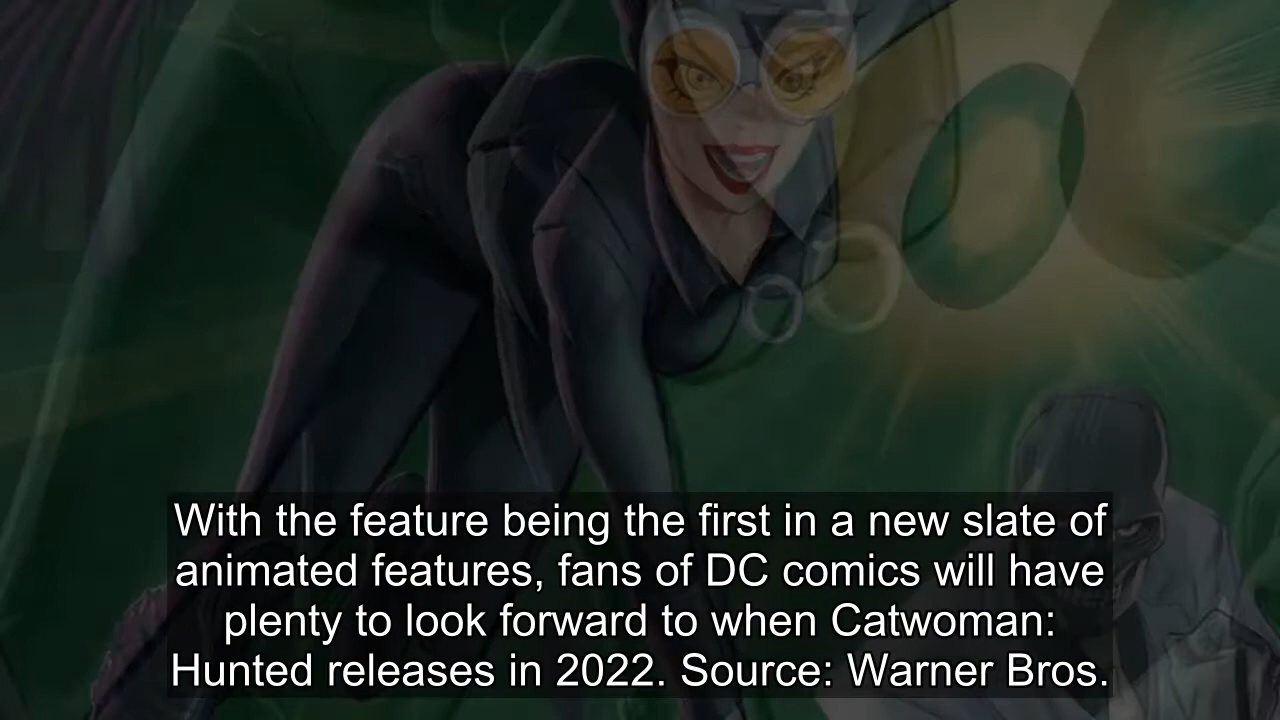 With the feature being the first in a new slate of
animated features, fans of DC comics will have
plenty to look forward to when Catwoman:
Hunted releases in 2022. Source: Warner Bros.